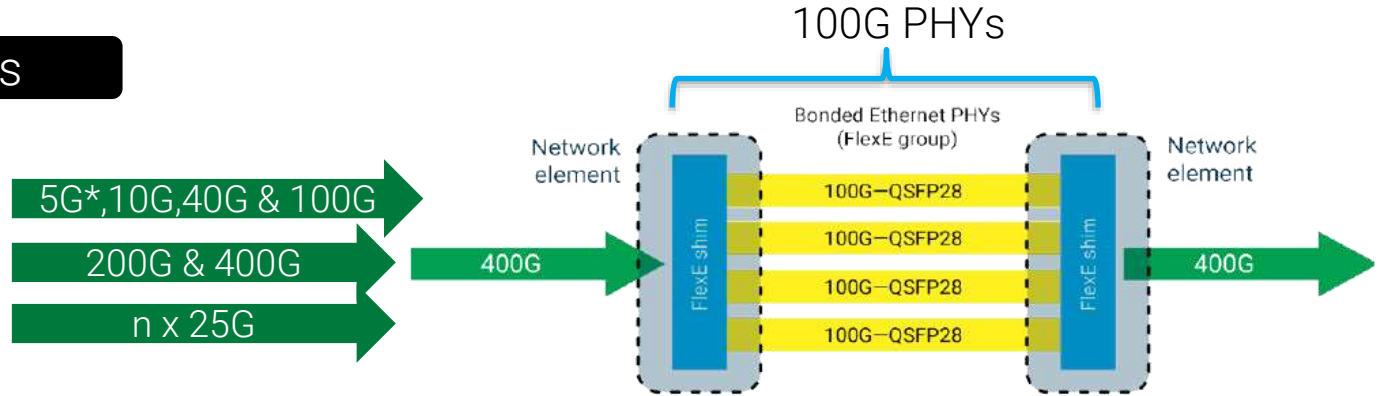 100G PHYs
s
Bonded Ethernet PHYs
(FlexE group)
Network
element
Network
element
5G*,10G,40G & 100G
200G & 400G
n x 25G
400G
FlexE shim
100G—QSFP28
100G—QSFP28
100G—QSFP28
100G—QSFP28
FlexE shim
400G